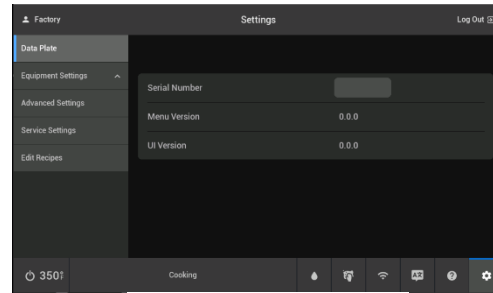 Factory
Settings
Log Out
Data Plate
Equipment Settings
Advanced Settings
Service Settings
Edit Recipes
Serial Number
Menu Version 0.0.0
UI Version 0.0.0
350°F
Cooking